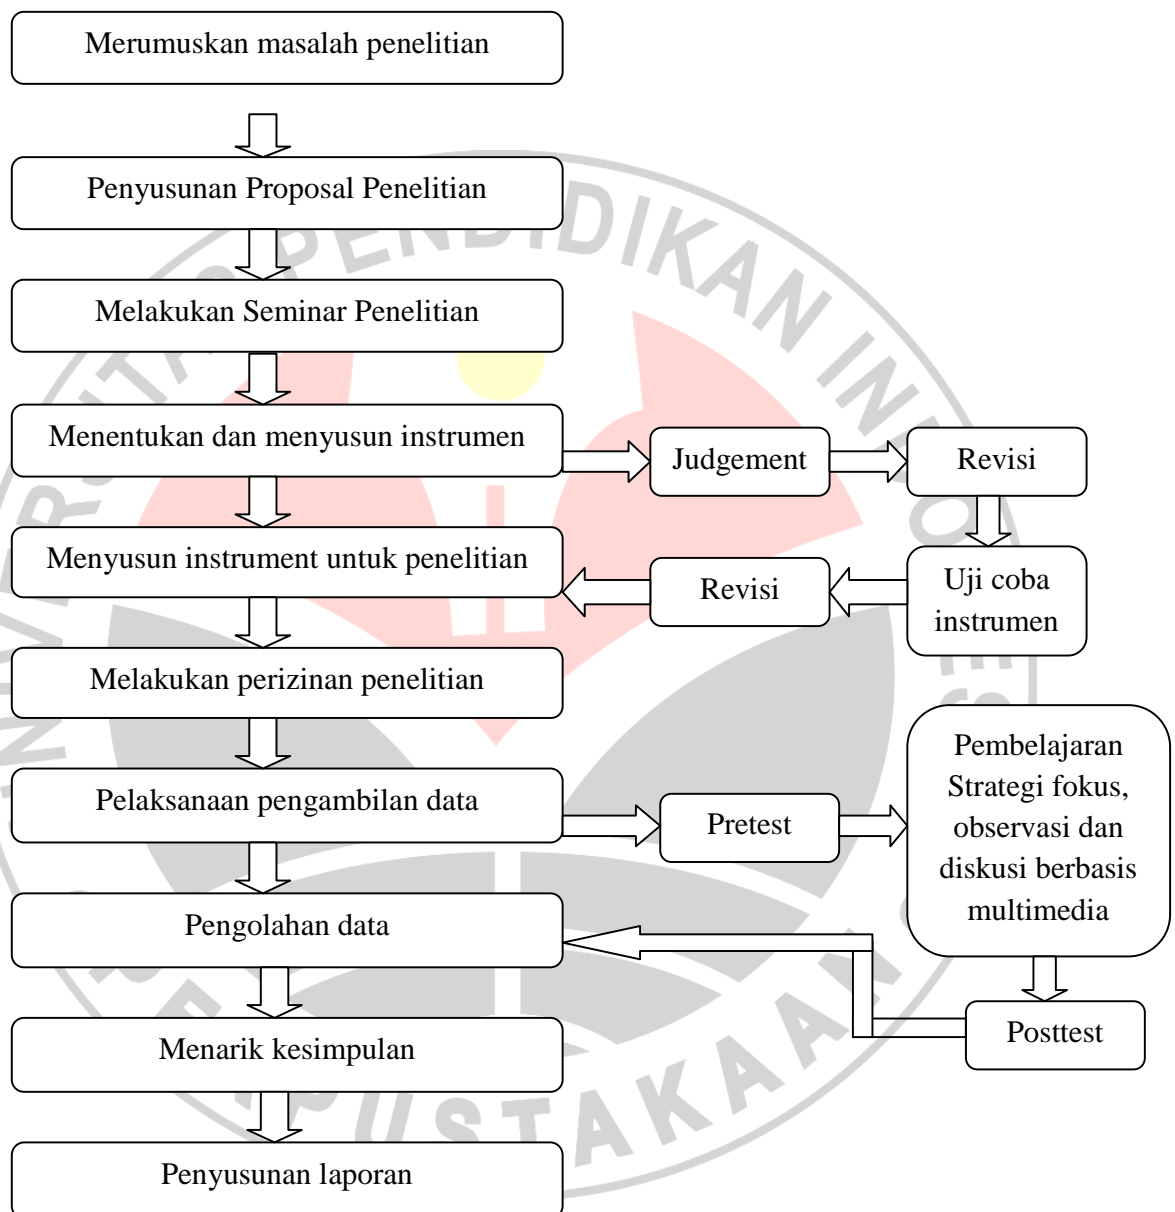 Merumuskan masalah penelitian
Penyusunan Proposal Penelitian
Melakukan Seminar Penelitian
Menentukan dan menyusun instrumen
Judgement
Revisi
Menyusun instrument untuk penelitian
Revisi
Uji coba
instrumen
Melakukan perizinan penelitian
Pelaksanaan pengambilan data
Pretest
Pembelajaran
Strategi fokus,
observasi dan
diskusi berbasis
multimedia
Pengolahan data
Posttest
Menarik kesimpulan
Penyusunan laporan
PENDIDIKAN